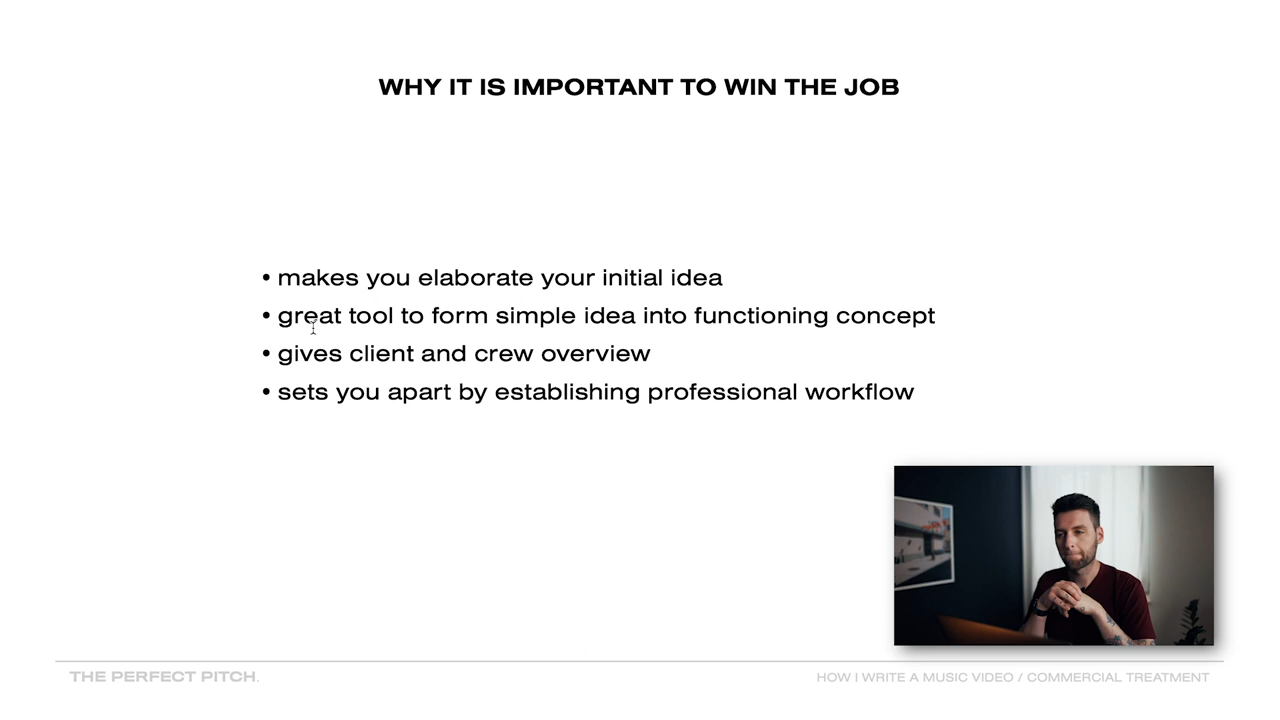 WHY IT IS IMPORTANT TO WIN THE JOB
• makes you elaborate your initial idea
• great tool to form simple idea into functioning concept
• gives client and crew overview
• sets you apart by establishing professional workflow
THE PERFECT PITCH.
HOW I WRITE A MUSIC VIDEO / COMMERCIAL TREATMENT